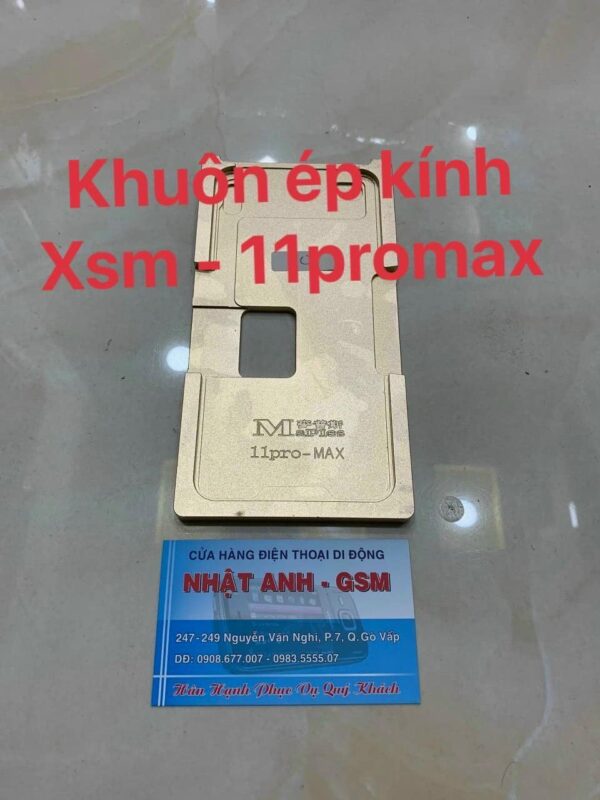 Khuôn ép kính
Xsm - 11promax
11pro-MAX
CỬA HÀNG ĐIỆN THOẠI DI ĐỘNG
NHẬT ANH - GSM
247-249 Nguyễn Văn Nghi, P.7, Q.Gò Vấp
DĐ: 0908.677.007 - 0983.5555.07
Hân Hạnh Phục Vụ Quý Khách